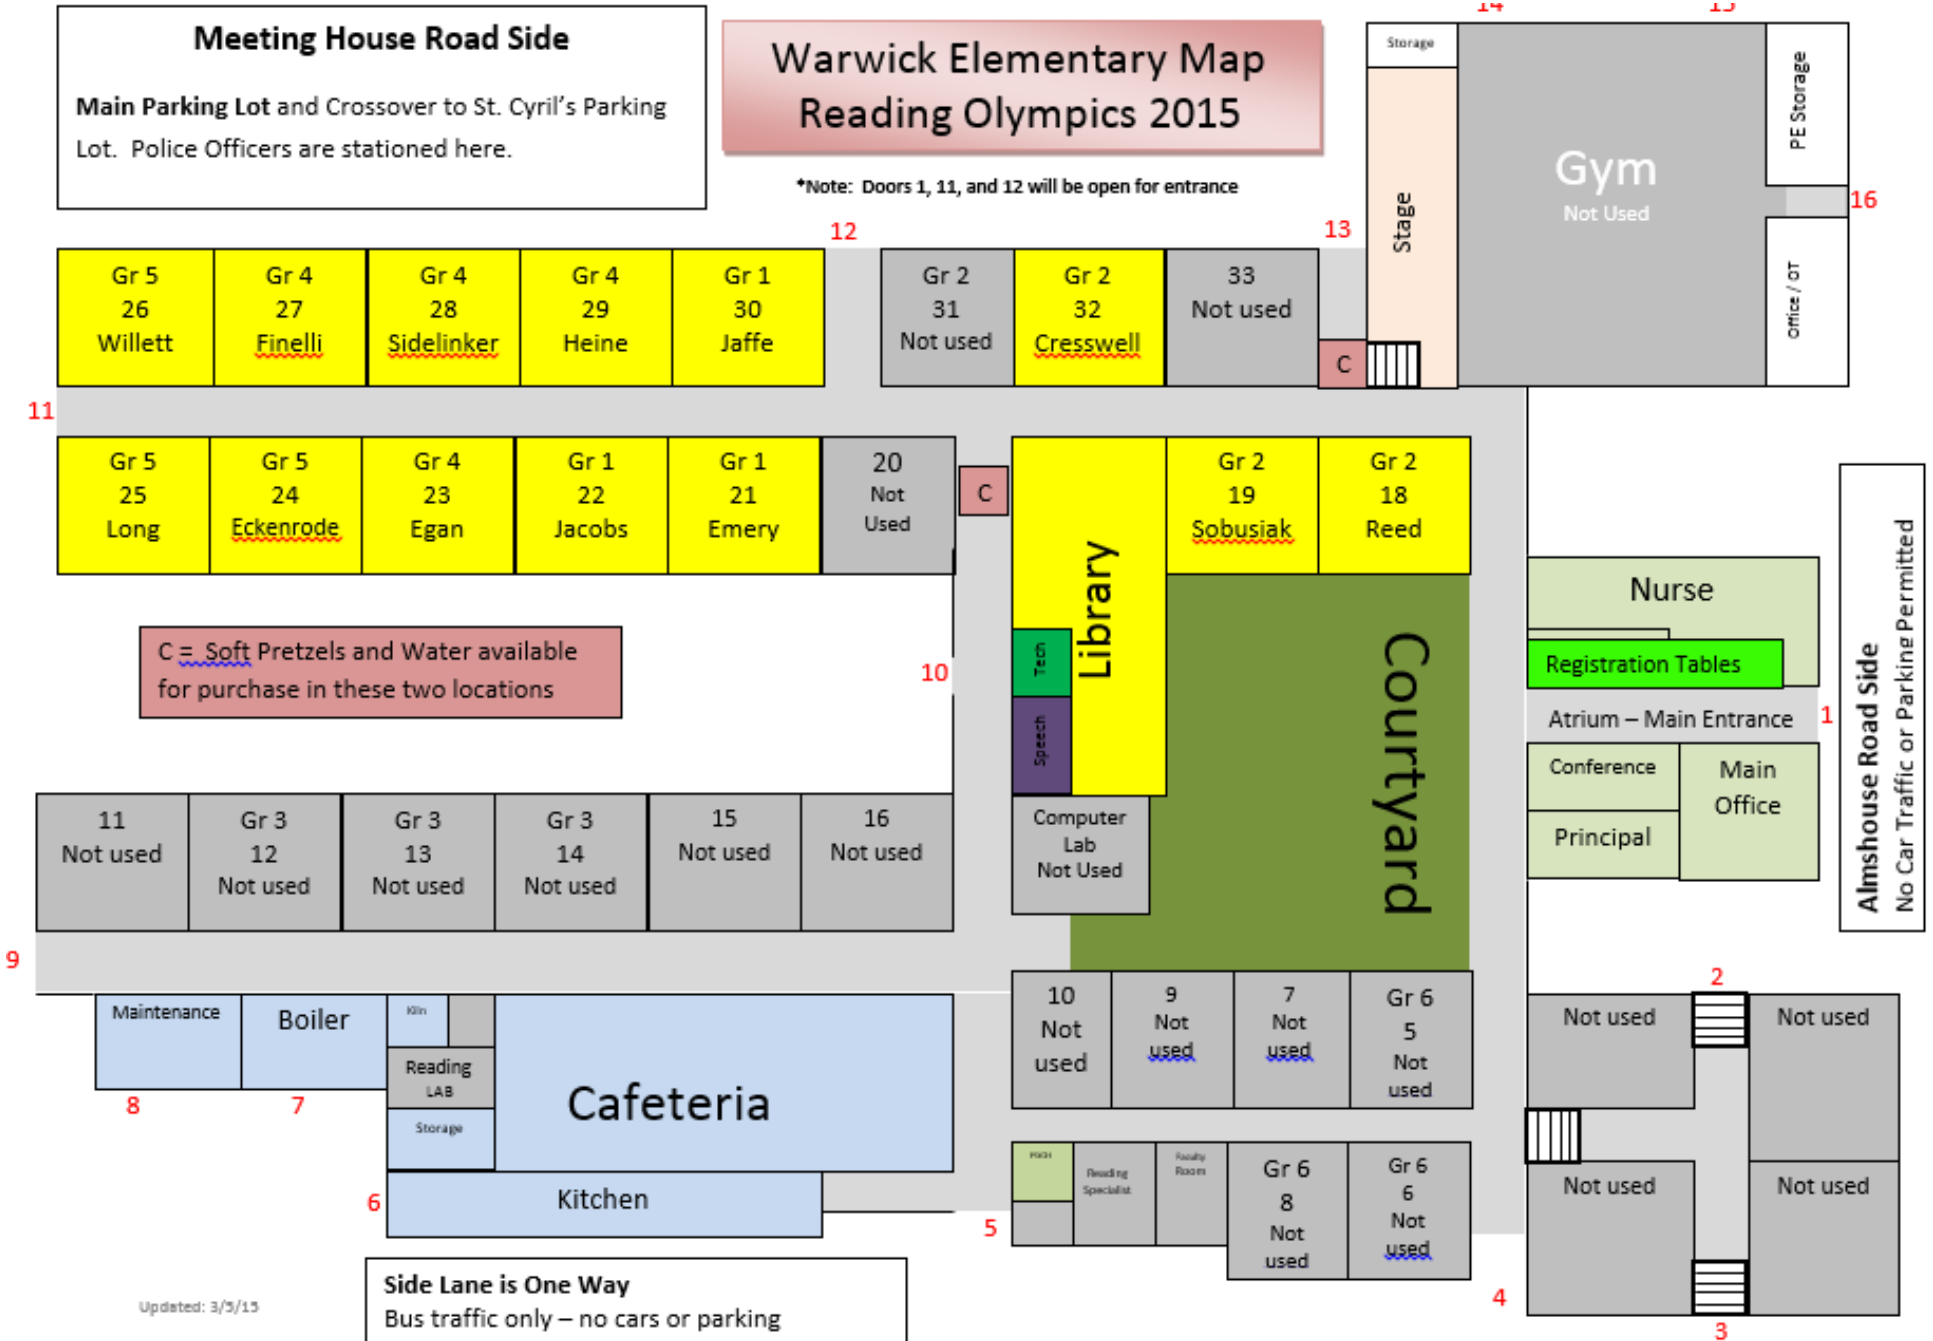 Meeting House Road Side
Main Parking Lot and Crossover to St. Cyril's Parking
Lot.  Police Officers are stationed here.
Warwick Elementary Map
Reading Olympics 2015
*Note:  Doors 1, 11, and 12 will be open for entrance
14
15
Storage
Stage
Gym
Not Used
PE Storage
Office / OT
16
12
13
Gr 5
26
Willett
Gr 4
27
Finelli
Gr 4
28
Sidelinker
Gr 4
29
Heine
Gr 1
30
Jaffe
Gr 2
31
Not used
Gr 2
32
Cresswell
33
Not used
C
11
Gr 5
25
Long
Gr 5
24
Eckenrode
Gr 4
23
Egan
Gr 1
22
Jacobs
Gr 1
21
Emery
20
Not
Used
C
Library
Gr 2
19
Sobusiak
Gr 2
18
Reed
C =  Soft Pretzels and Water available
for purchase in these two locations
10
Tech
Speech
Courtyard
Nurse
Registration Tables
Atrium – Main Entrance
1
Conference
Principal
Main
Office
Almshouse Road Side
No Car Traffic or Parking Permitted
11
Not used
Gr 3
12
Not used
Gr 3
13
Not used
Gr 3
14
Not used
15
Not used
16
Not used
Computer
Lab
Not Used
9
Maintenance
Boiler
Kiln
Reading
LAB
Storage
Cafeteria
Kitchen
8
7
6
10
Not
used
9
Not
used
7
Not
used
Gr 6
5
Not
used
Reading
Specialist
Faculty
Room
Gr 6
8
Not
used
Gr 6
6
Not
used
5
4
2
Not used
Not used
Not used
Not used
3
Side Lane is One Way
Bus traffic only – no cars or parking
Updated: 3/5/15